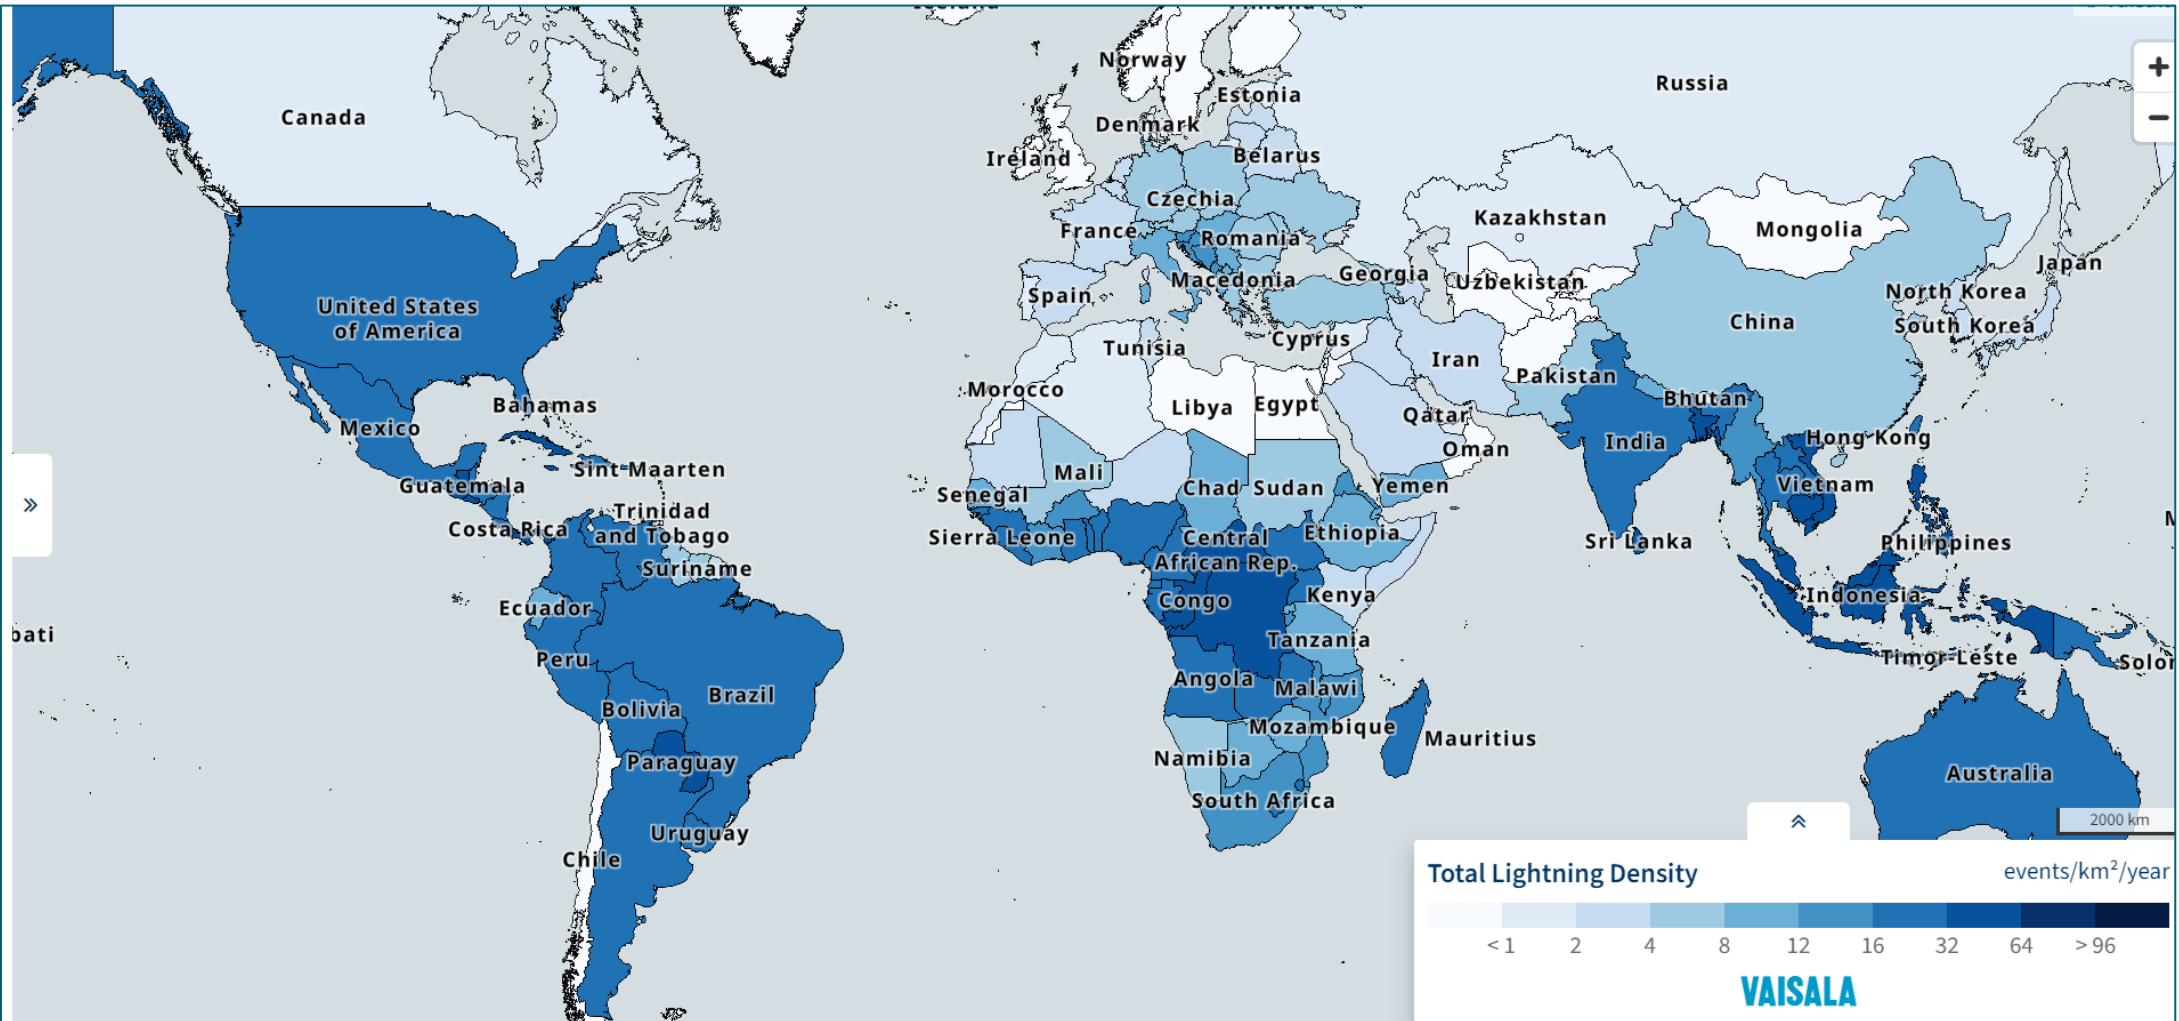 Norway
Russia
Estonia
Canada
Denmark
Ireland
Belarus
Czechia
Kazakhstan
Mongolia
France
Romania
Japan
Georgia
Macedonia
Uzbekistan
North Korea
Spain
United States
of America
China
South Korea
Cyprus
Tunisia
Iran
Pakistan
Morocco
Bhutan
Bahamas
Libya
Egypt
Qatar
Mexico
India
Hong Kong
Oman
Sint Maarten
Mali
Guatemala
Chad
Sudan
Yemen
Vietnam
Senegal
Trinidad
and Tobago
Costa Rica
Sierra Leone
Central
African Rep.
Ethiopia
Sri Lanka
Philippines
Suriname
Ecuador
Congo
Kenya
Indonesia
bati
Tanzania
Peru
Timor-Leste
Solor
Angola
Malawi
Brazil
Bolivia
Mozambique
Mauritius
Paraguay
Namibia
Australia
South Africa
Uruguay
2000 km
Chile
Total Lightning Density
events/km²/year
< 1 2 4 8 12 16 32 64 > 96
VAISALA